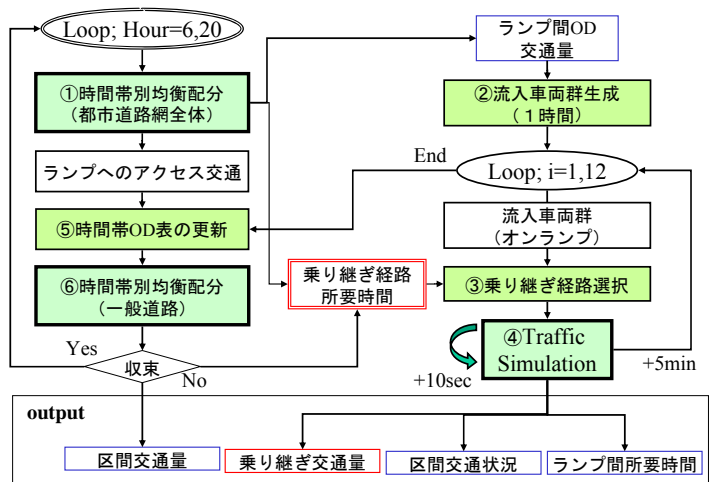 Loop; Hour=6,20
①時間帯別均衡配分
(都市道路網全体)
ランプへのアクセス交通
⑤時間帯OD表の更新
⑥時間帯別均衡配分
(一般道路)
Yes
収束
No
ランプ間OD
交通量
②流入車両群生成
(１時間)
End
Loop; i=1,12
流入車両群
(オンランプ)
乗り継ぎ経路
所要時間
③乗り継ぎ経路選択
④Traffic
Simulation
+10sec
+5min
output
区間交通量
乗り継ぎ交通量
区間交通状況
ランプ間所要時間